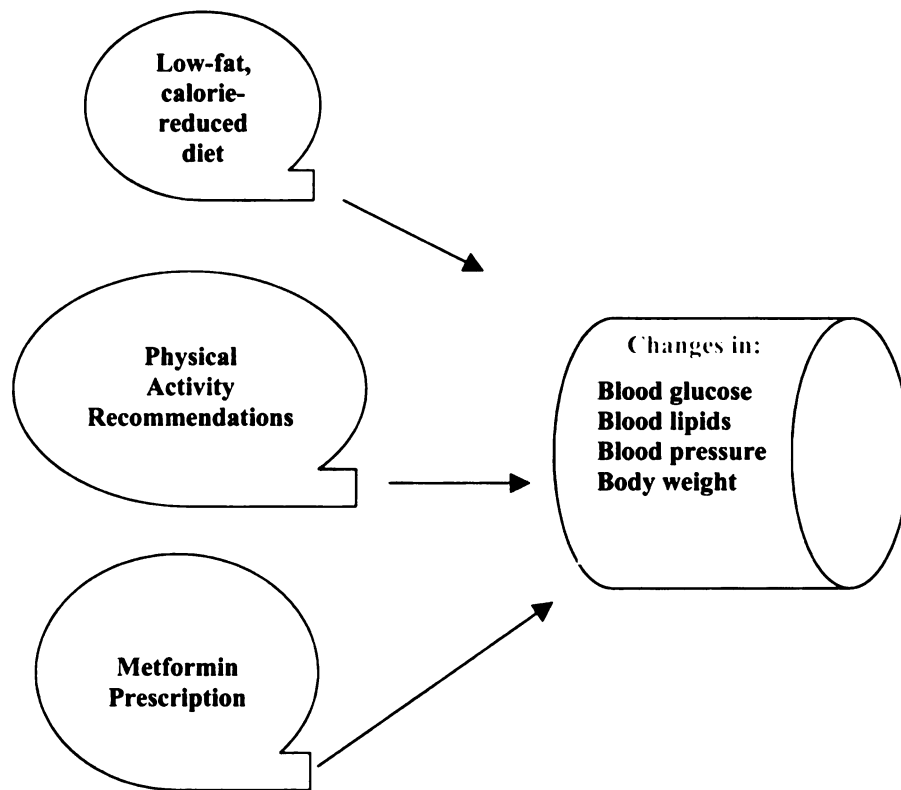 Low-fat,
calorie-
reduced
diet
Physical
Activity
Recommendations
Changes in:
Blood glucose
Blood lipids
Blood pressure
Body weight
Metformin
Prescription